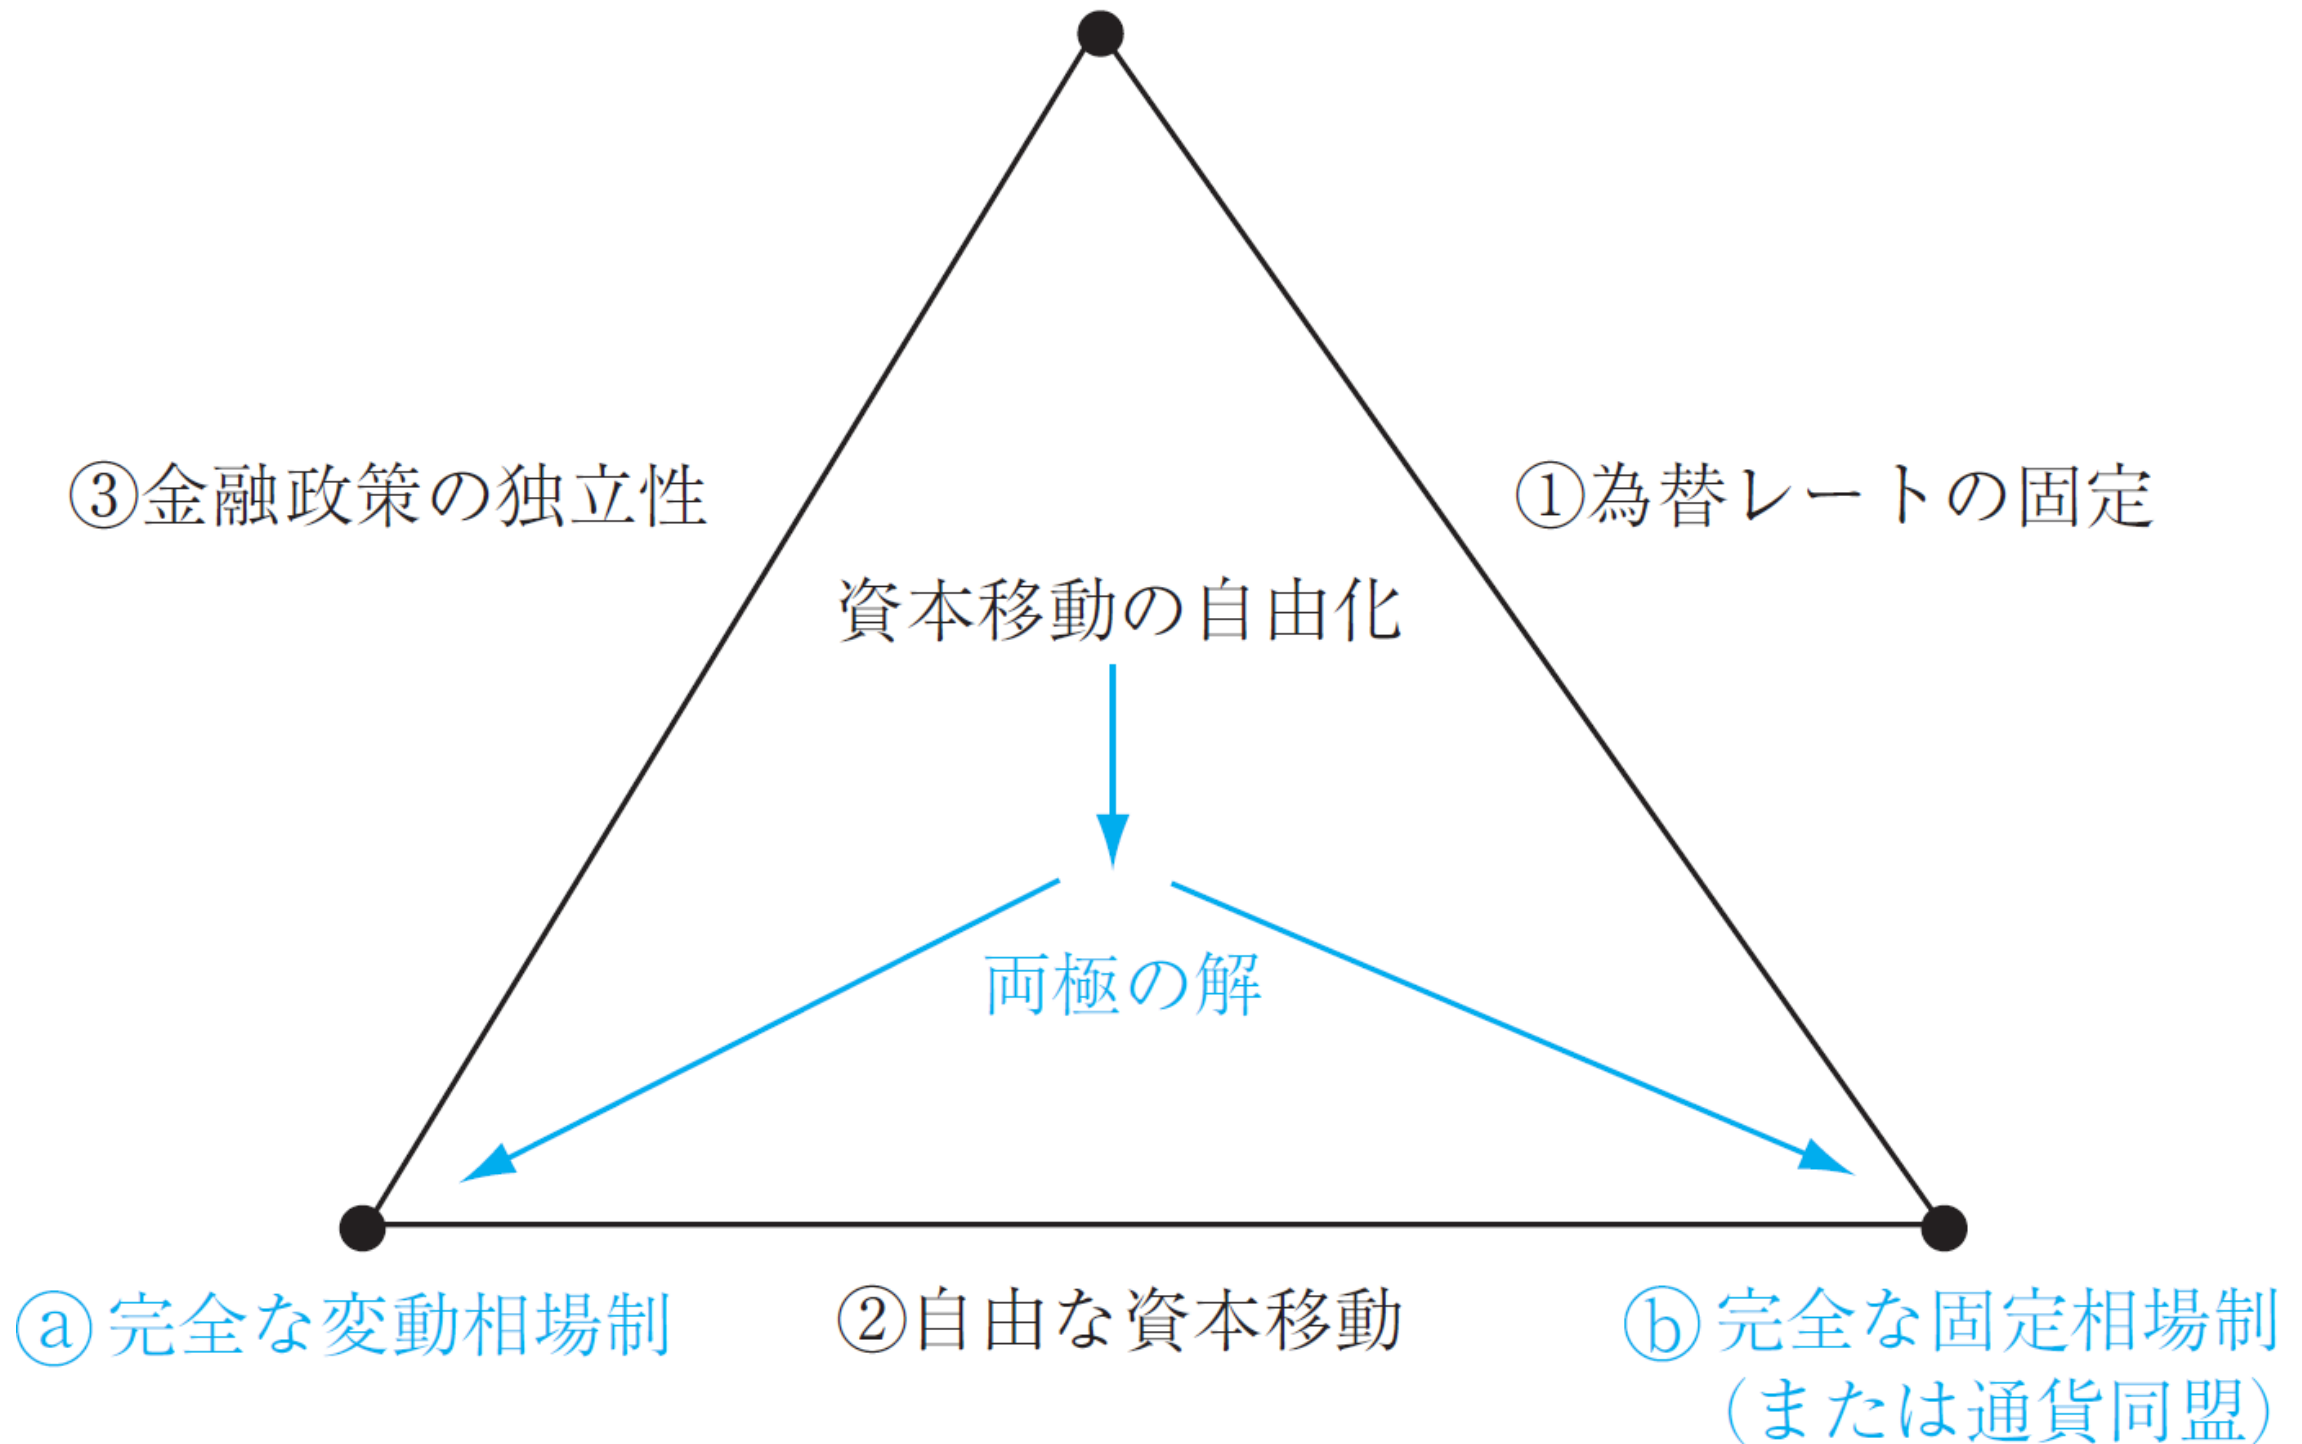 ③金融政策の独立性
①為替レートの固定
資本移動の自由化
両極の解
ⓐ完全な変動相場制
②自由な資本移動
ⓑ完全な固定相場制
(または通貨同盟)